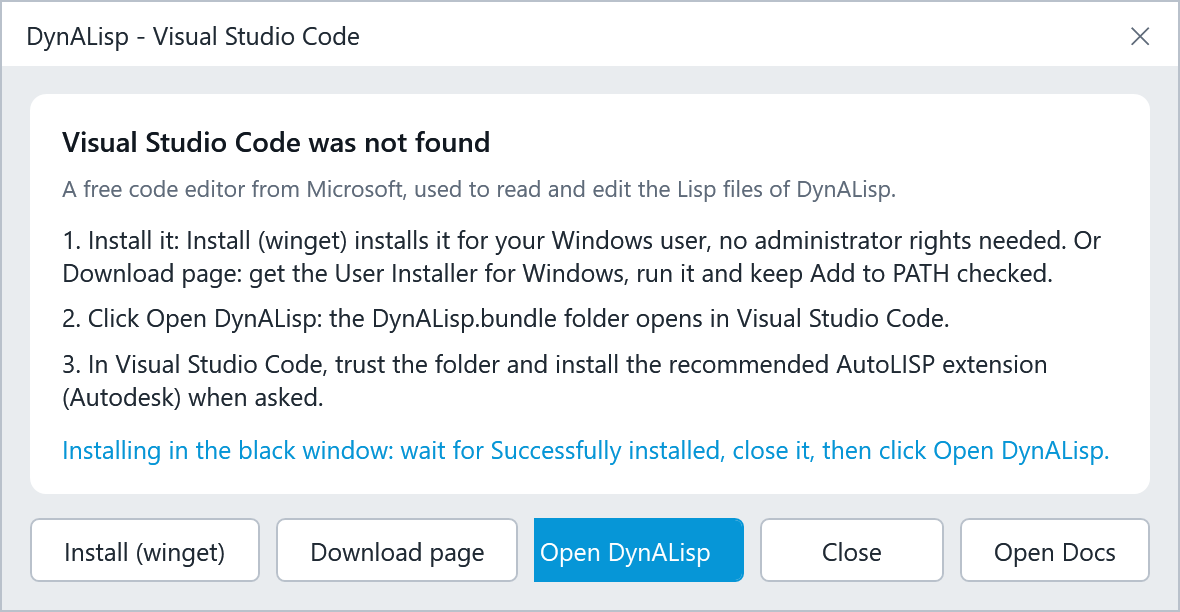 DynALisp - Visual Studio Code
Visual Studio Code was not found
A free code editor from Microsoft, used to read and edit the Lisp files of DynALisp.
1. Install it: Install (winget) installs it for your Windows user, no administrator rights needed. Or
Download page: get the User Installer for Windows, run it and keep Add to PATH checked.
2. Click Open DynALisp: the DynALisp.bundle folder opens in Visual Studio Code.
3. In Visual Studio Code, trust the folder and install the recommended AutoLISP extension
(Autodesk) when asked.
Installing in the black window: wait for Successfully installed, close it, then click Open DynALisp.
Install (winget)
Download page
Open DynALisp
Close
Open Docs